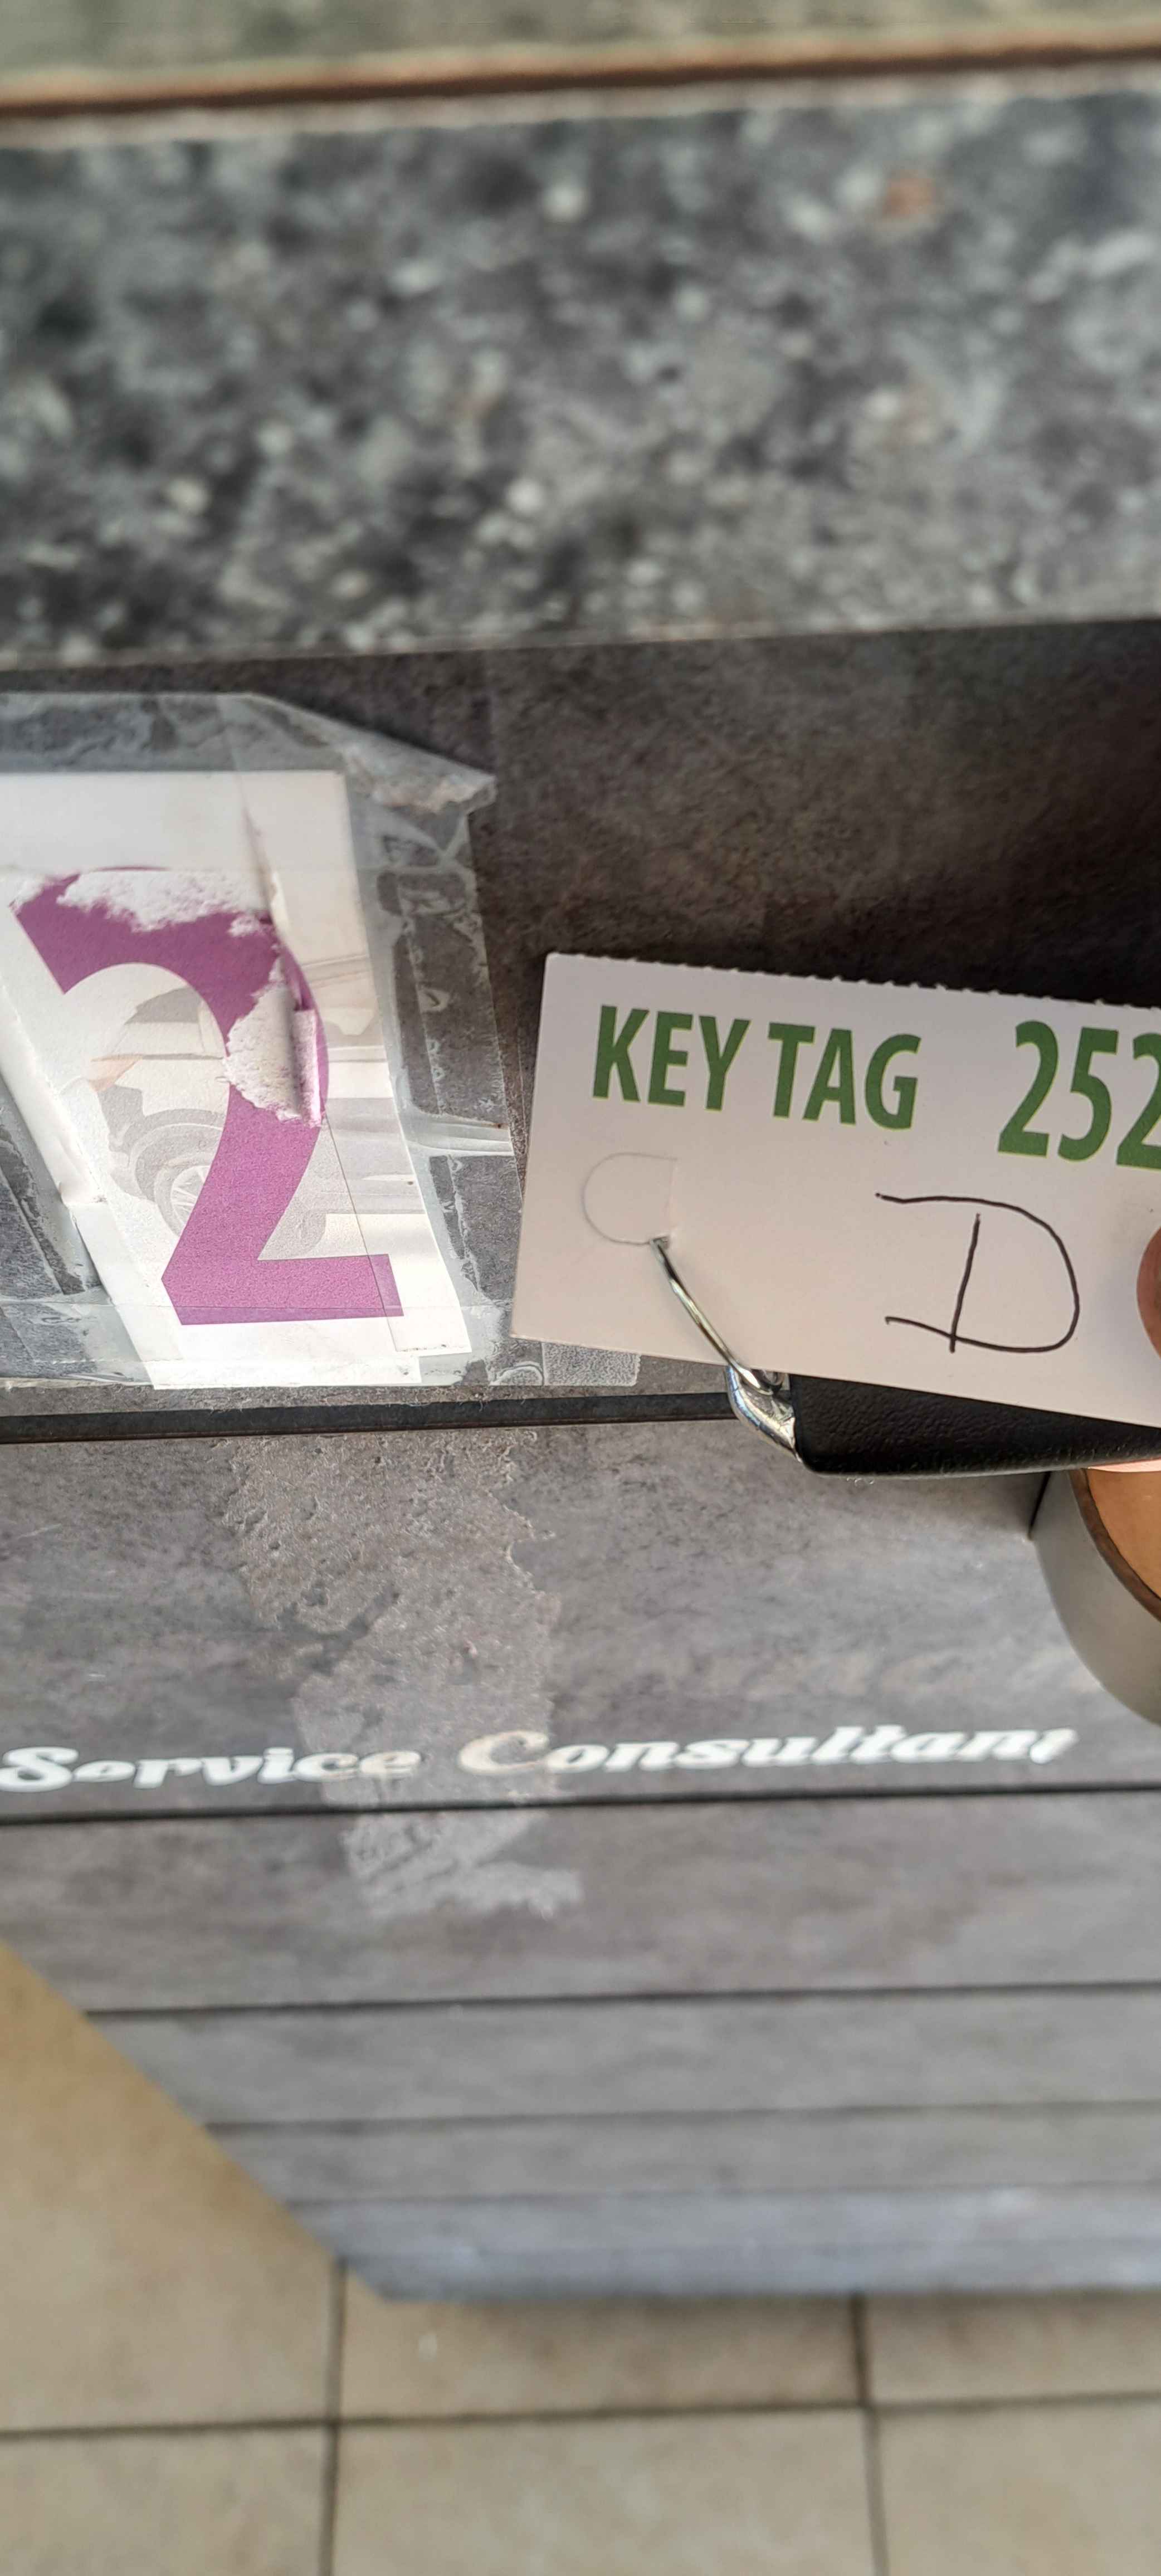 2
KEY TAG 252
D
Service Consultant